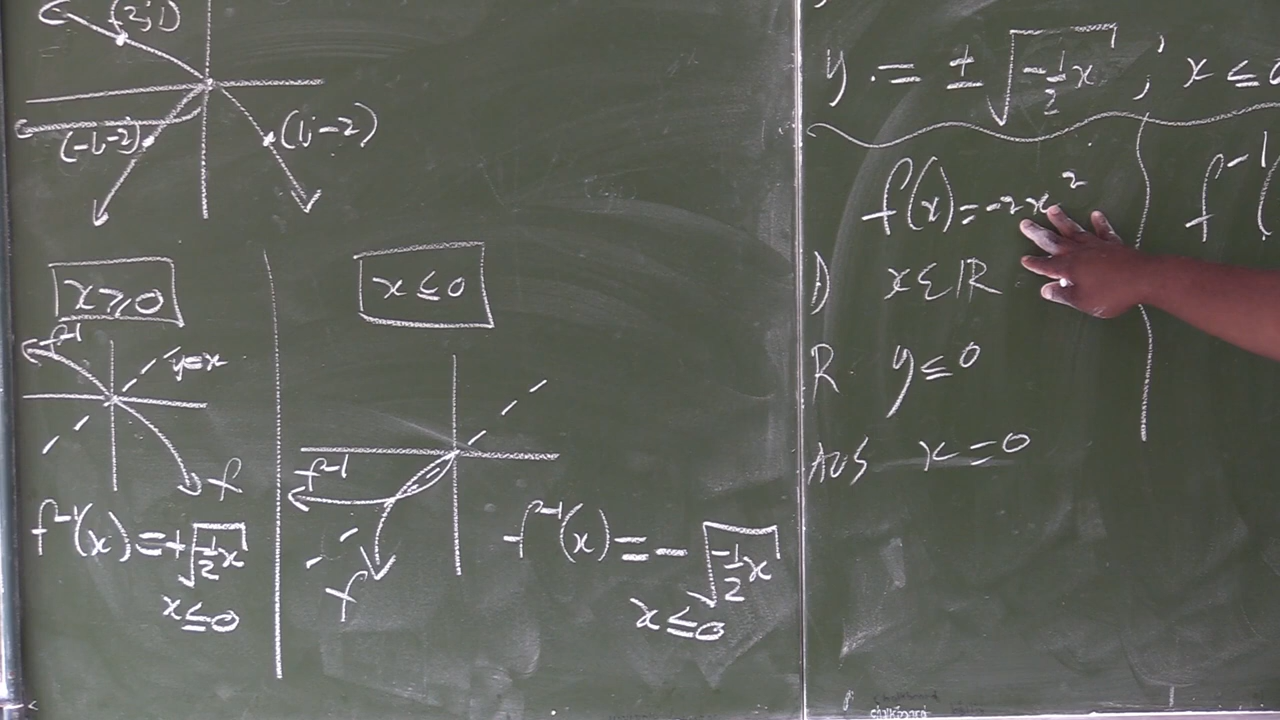 (-2;1)
(-1;-2)
(1;-2)
x ≥ 0
x ≤ 0
f⁻¹
y=x
f
f⁻¹(x) = +√(-½x)
x ≤ 0
f⁻¹
f
f⁻¹(x) = -√(-½x)
x ≤ 0
y = ±√(-½x) ; x ≤ 0
f(x) = -2x²
f⁻¹(
D x ∈ ℝ
R y ≤ 0
AOS x = 0